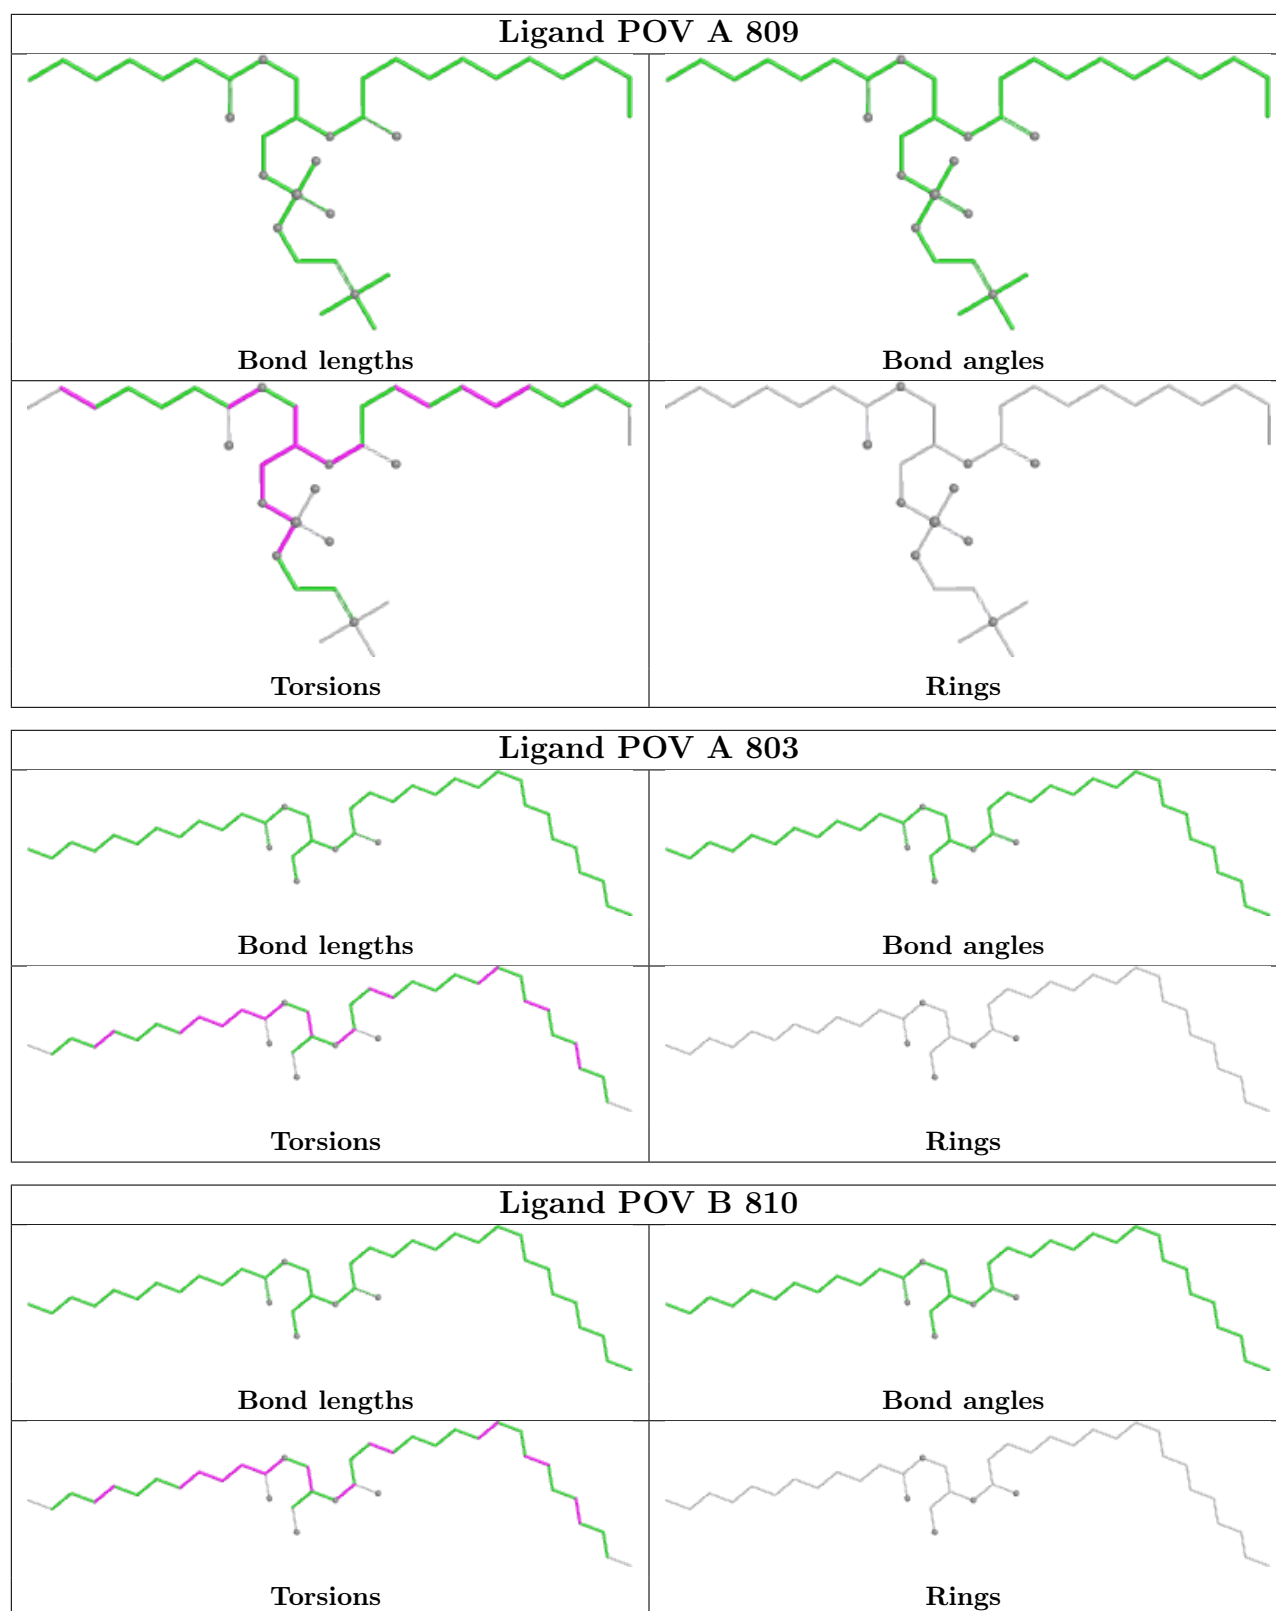 Ligand POV A 809
Bond lengths
Bond angles
Torsions
Rings
Ligand POV A 803
Bond lengths
Bond angles
Torsions
Rings
Ligand POV B 810
Bond lengths
Bond angles
Torsions
Rings